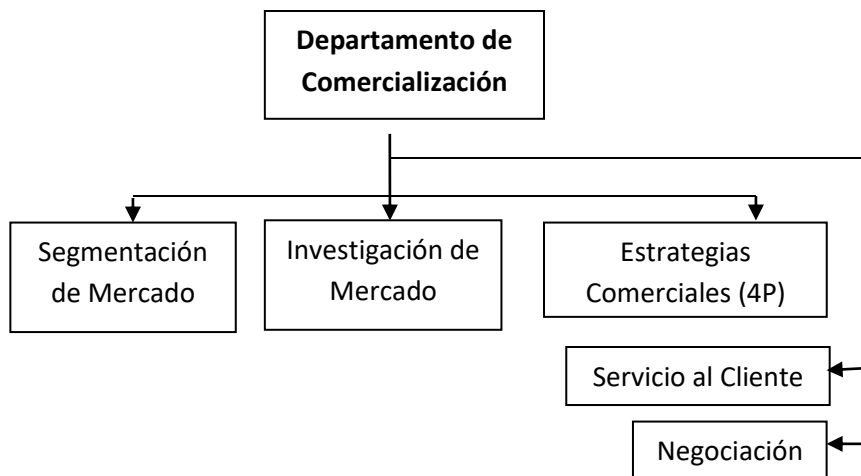 Departamento de
Comercialización
Segmentación
de Mercado
Investigación de
Mercado
Estrategias
Comerciales (4P)
Servicio al Cliente
Negociación